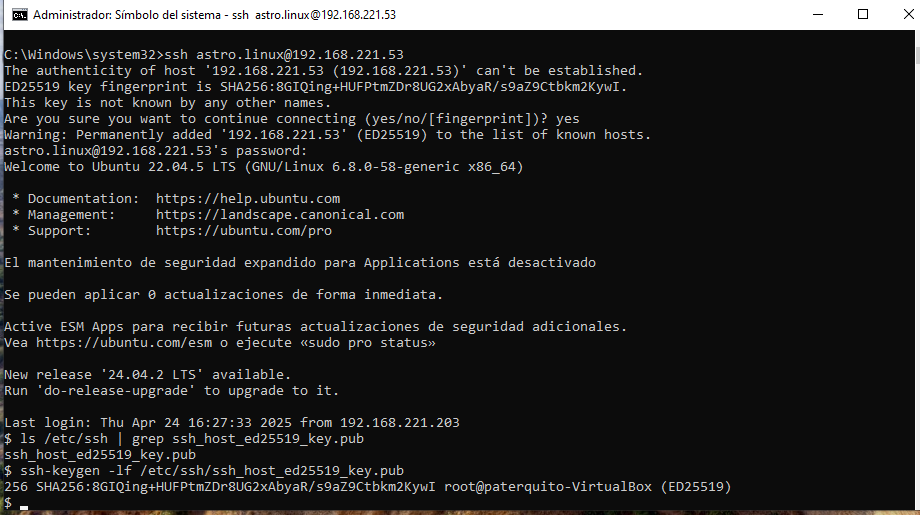 Administrador: Símbolo del sistema - ssh astro.linux@192.168.221.53
C:\Windows\system32>ssh astro.linux@192.168.221.53
The authenticity of host '192.168.221.53 (192.168.221.53)' can't be established.
ED25519 key fingerprint is SHA256:8GIQing+HUFPtmZDr8UG2xAbyaR/s9aZ9Ctbkm2KywI.
This key is not known by any other names.
Are you sure you want to continue connecting (yes/no/[fingerprint])? yes
Warning: Permanently added '192.168.221.53' (ED25519) to the list of known hosts.
astro.linux@192.168.221.53's password:
Welcome to Ubuntu 22.04.5 LTS (GNU/Linux 6.8.0-58-generic x86_64)
* Documentation: https://help.ubuntu.com
* Management: https://landscape.canonical.com
* Support: https://ubuntu.com/pro
El mantenimiento de seguridad expandido para Applications está desactivado
Se pueden aplicar 0 actualizaciones de forma inmediata.
Active ESM Apps para recibir futuras actualizaciones de seguridad adicionales.
Vea https://ubuntu.com/esm o ejecute «sudo pro status»
New release '24.04.2 LTS' available.
Run 'do-release-upgrade' to upgrade to it.
Last login: Thu Apr 24 16:27:33 2025 from 192.168.221.203
$ ls /etc/ssh | grep ssh_host_ed25519_key.pub
ssh_host_ed25519_key.pub
$ ssh-keygen -lf /etc/ssh/ssh_host_ed25519_key.pub
256 SHA256:8GIQing+HUFPtmZDr8UG2xAbyaR/s9aZ9Ctbkm2KywI root@paterquito-VirtualBox (ED25519)
$